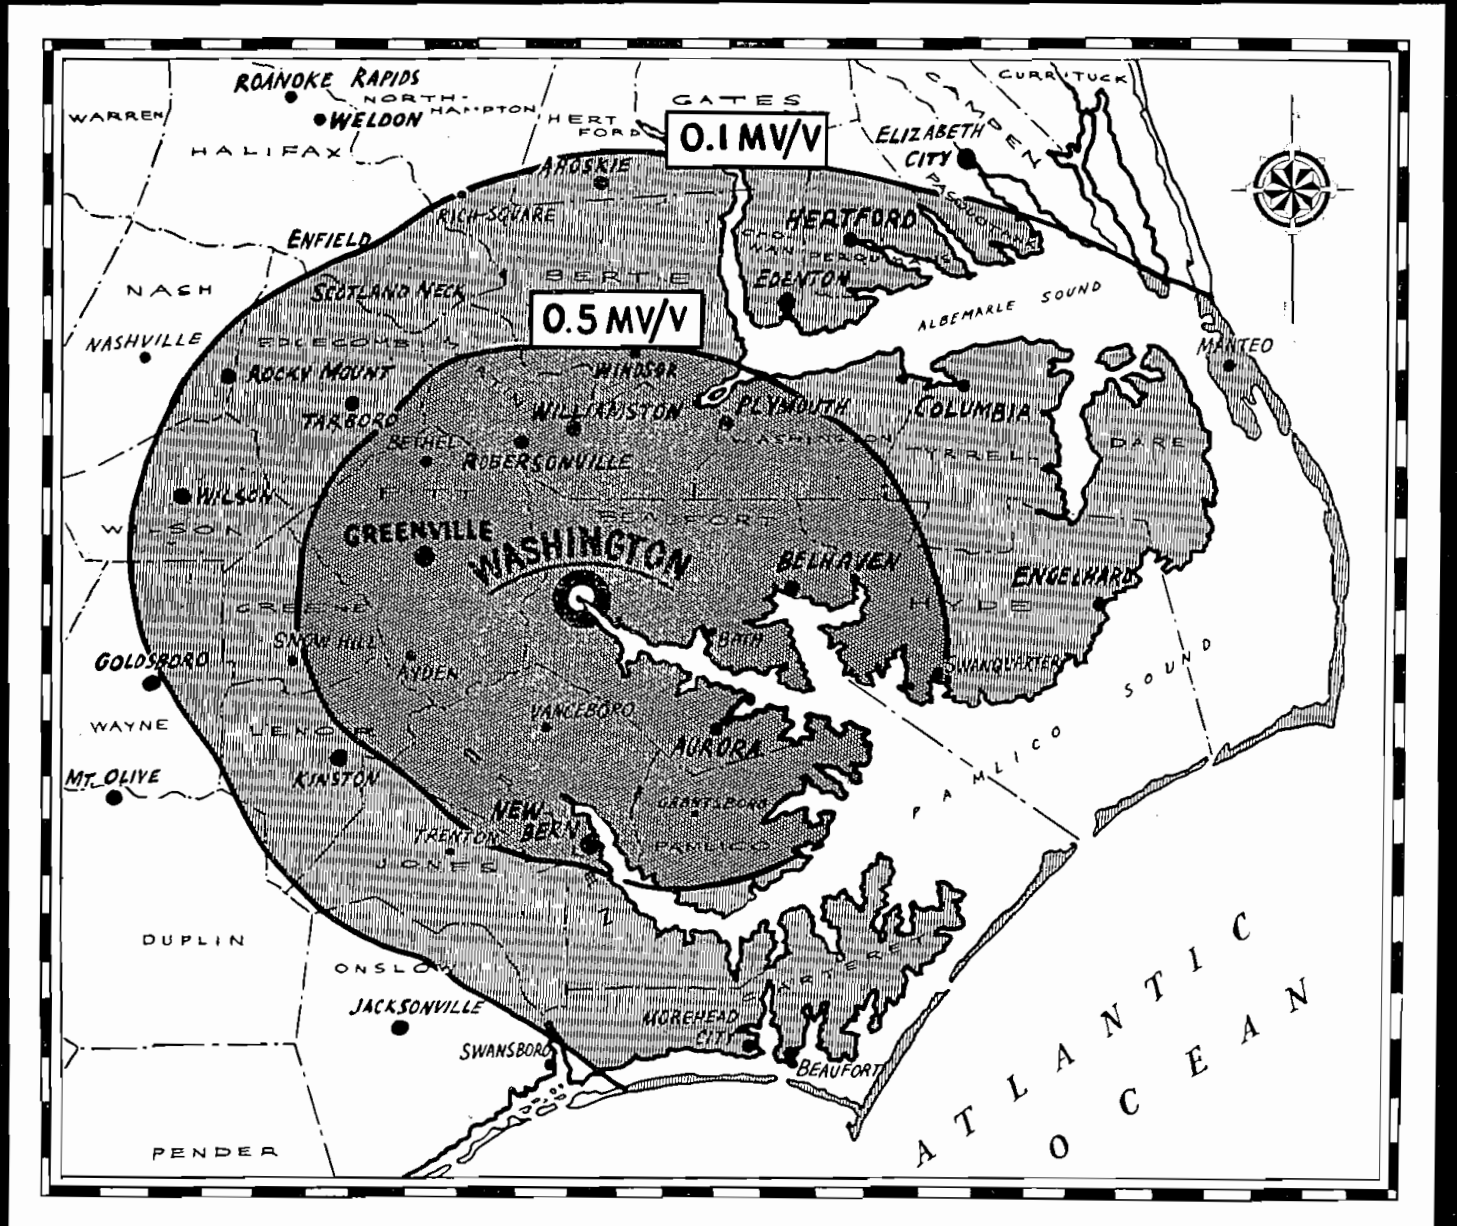 ROANOKE RAPIDS
WARREN
NORTH-
HAMPTON
WELDON
HALIFAX
HERT
FORD
GATES
0.1 MV/V
CURRITUCK
CAMDEN
ELIZABETH
CITY
PASQUOTANK
AHOSKIE
RICH SQUARE
ENFIELD
HERTFORD
CHO
WAN
PERQUIMANS
EDENTON
BERTIE
NASH
SCOTLAND NECK
0.5 MV/V
ALBEMARLE SOUND
NASHVILLE
EDGECOMBE
ROCKY MOUNT
WINDSOR
MANTEO
TARBORO
WILLIAMSTON
PLYMOUTH
COLUMBIA
BETHEL
ROBERSONVILLE
WASHINGTON
TYRRELL
DARE
WILSON
PITT
WILSON
BEAUFORT
GREENVILLE
WASHINGTON
BELHAVEN
ENGELHARD
GREENE
HYDE
SNOW HILL
BATH
GOLDSBORO
AYDEN
SWANQUARTER
VANCEBORO
WAYNE
LENOIR
AURORA
PAMLICO SOUND
MT. OLIVE
KINSTON
GRANTSBORO
NEW
BERN
TRENTON
PAMLICO
JONES
DUPLIN
CARTERET
ONSLOW
JACKSONVILLE
MOREHEAD
CITY
SWANSBORO
BEAUFORT
ATLANTIC
OCEAN
PENDER